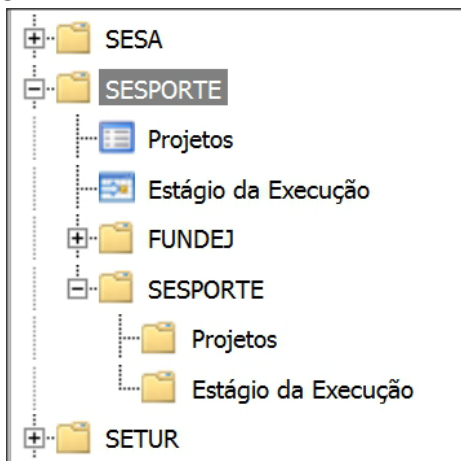 SESA
SESPORTE
Projetos
Estágio da Execução
FUNDEJ
SESPORTE
Projetos
Estágio da Execução
SETUR